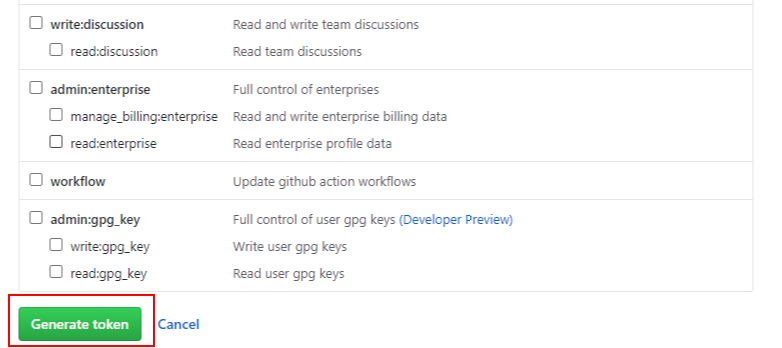 write:discussion Read and write team discussions
read:discussion Read team discussions
admin:enterprise Full control of enterprises
manage_billing:enterprise Read and write enterprise billing data
read:enterprise Read enterprise profile data
workflow Update github action workflows
admin:gpg_key Full control of user gpg keys (Developer Preview)
write:gpg_key Write user gpg keys
read:gpg_key Read user gpg keys
Generate token Cancel